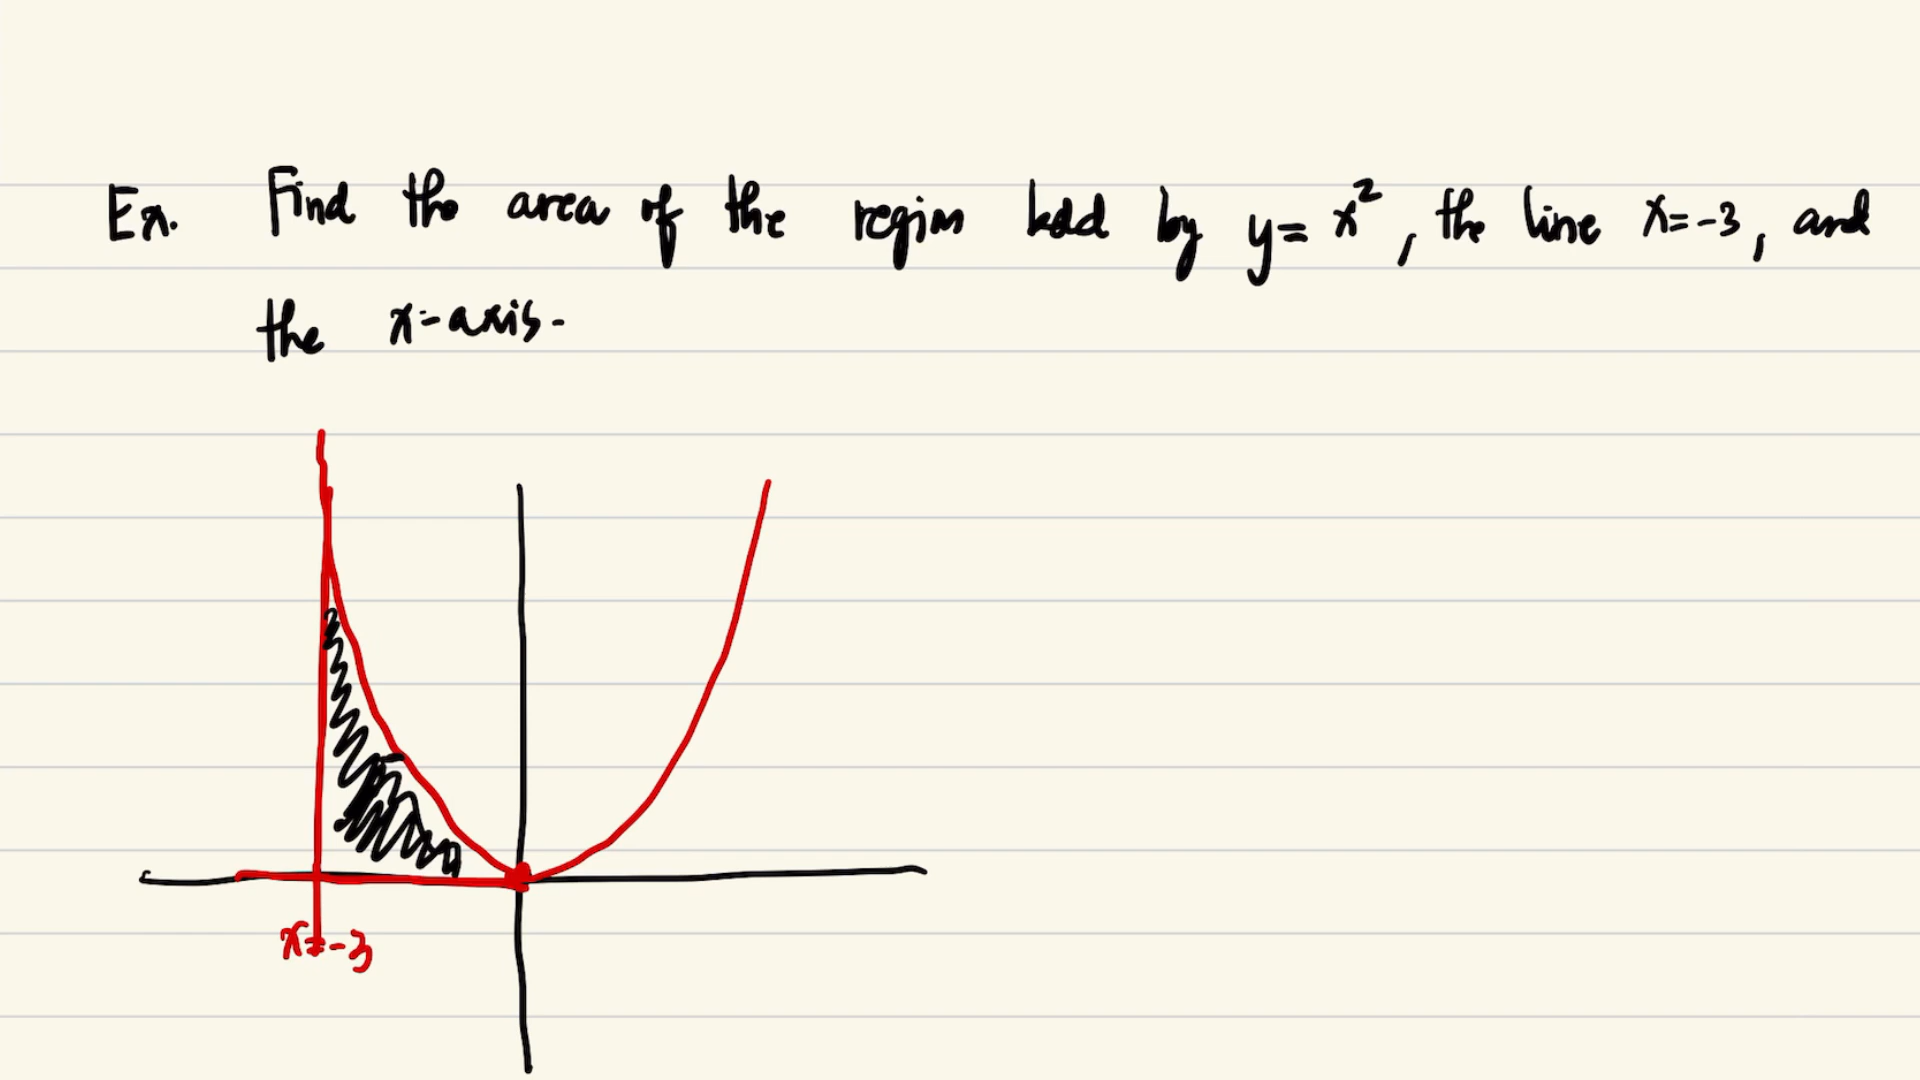 Ex. Find the area of the region bdd by y = x², the line x = -3, and
the x-axis.
x = -3